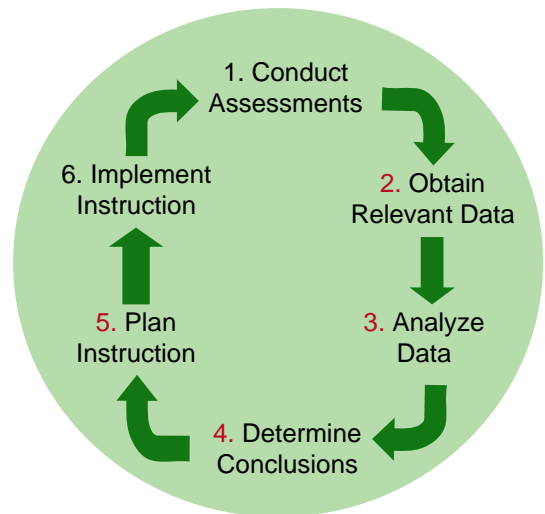 1. Conduct
Assessments
2. Obtain
Relevant Data
3. Analyze
Data
4. Determine
Conclusions
5. Plan
Instruction
6. Implement
Instruction